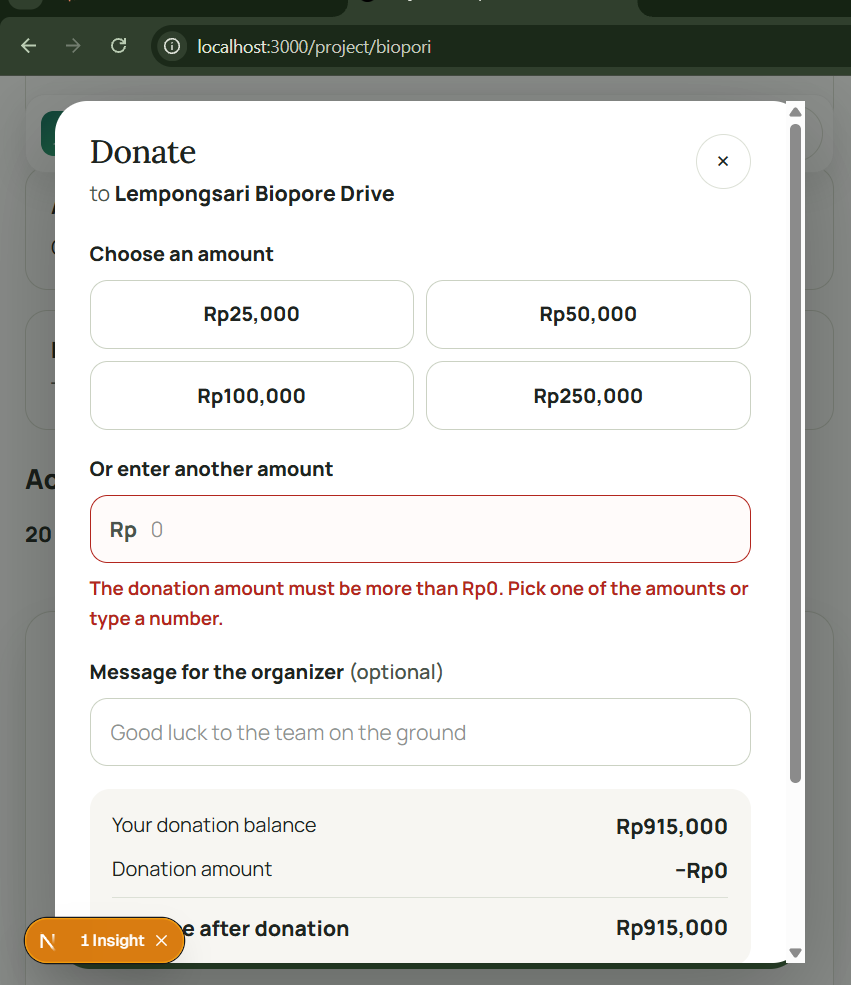 localhost:3000/project/biopori
Donate
×
to Lempongsari Biopore Drive
Choose an amount
Rp25,000
Rp50,000
Rp100,000
Rp250,000
Or enter another amount
Rp 0
The donation amount must be more than Rp0. Pick one of the amounts or
type a number.
Message for the organizer (optional)
Good luck to the team on the ground
Your donation balance
Rp915,000
Donation amount
−Rp0
e after donation
Rp915,000
N 1 Insight ×
20